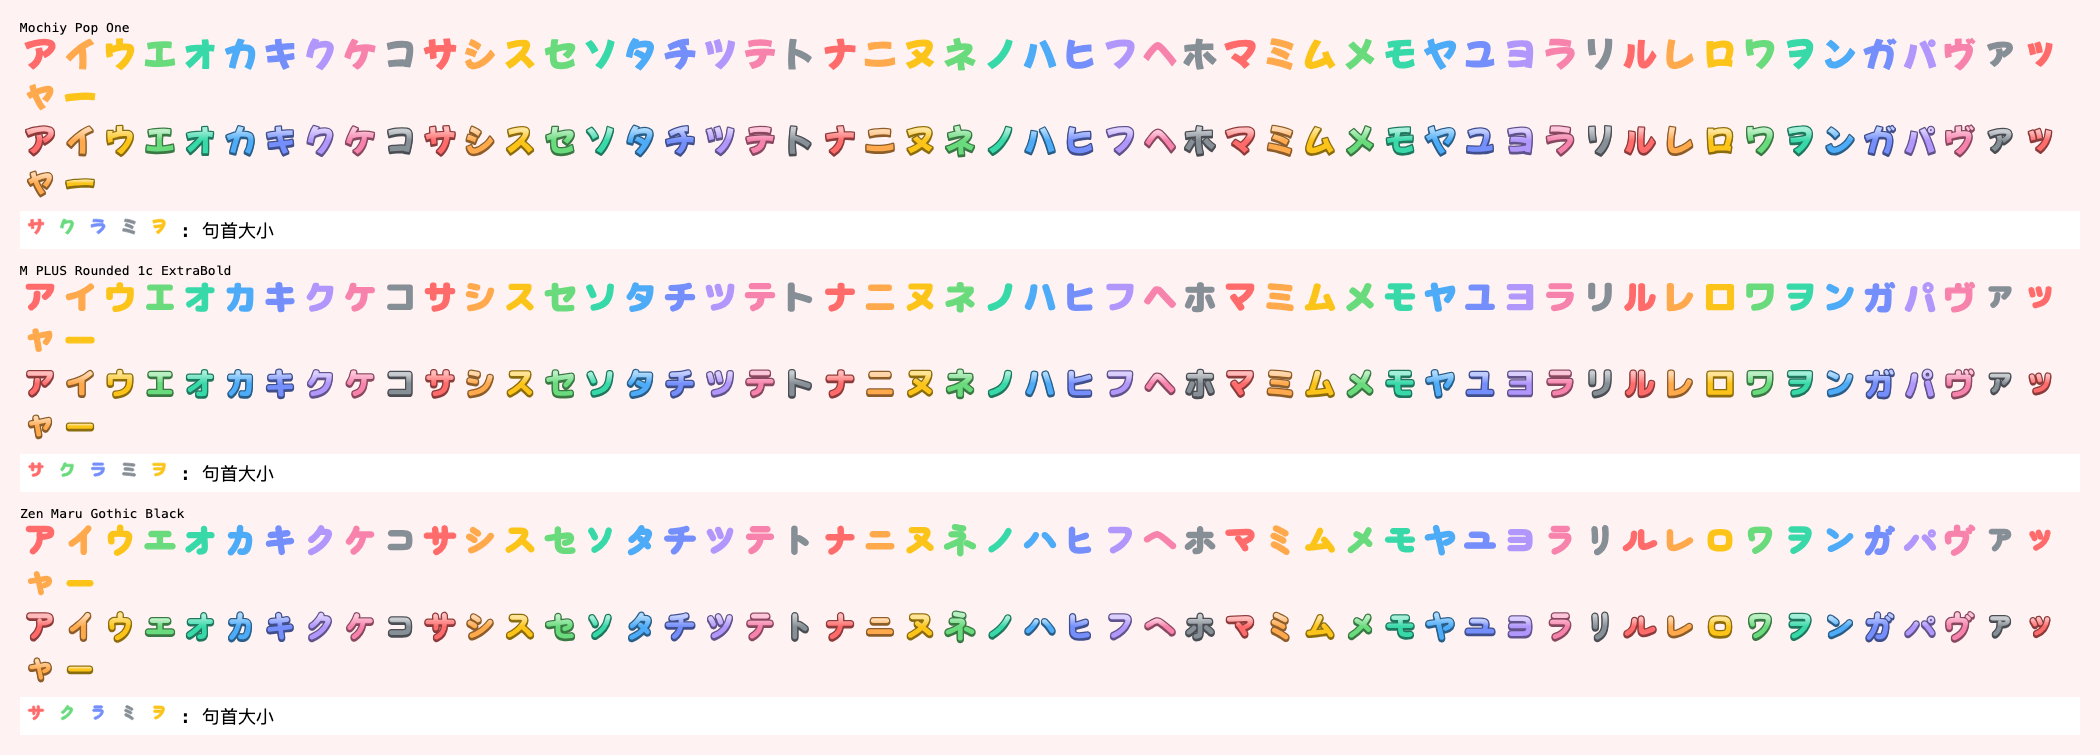 Mochiy Pop One
アイウエオカキクケコサシスセソタチツテトナニヌネノハヒフヘホマミムメモヤユヨラリルレロワヲンガパヴァッ
ャー
アイウエオカキクケコサシスセソタチツテトナニヌネノハヒフヘホマミムメモヤユヨラリルレロワヲンガパヴァッ
ャー
サクラミヲ : 句首大小
M PLUS Rounded 1c ExtraBold
アイウエオカキクケコサシスセソタチツテトナニヌネノハヒフヘホマミムメモヤユヨラリルレロワヲンガパヴァッ
ャー
アイウエオカキクケコサシスセソタチツテトナニヌネノハヒフヘホマミムメモヤユヨラリルレロワヲンガパヴァッ
ャー
サクラミヲ : 句首大小
Zen Maru Gothic Black
アイウエオカキクケコサシスセソタチツテトナニヌネノハヒフヘホマミムメモヤユヨラリルレロワヲンガパヴァッ
ャー
アイウエオカキクケコサシスセソタチツテトナニヌネノハヒフヘホマミムメモヤユヨラリルレロワヲンガパヴァッ
ャー
サクラミヲ : 句首大小